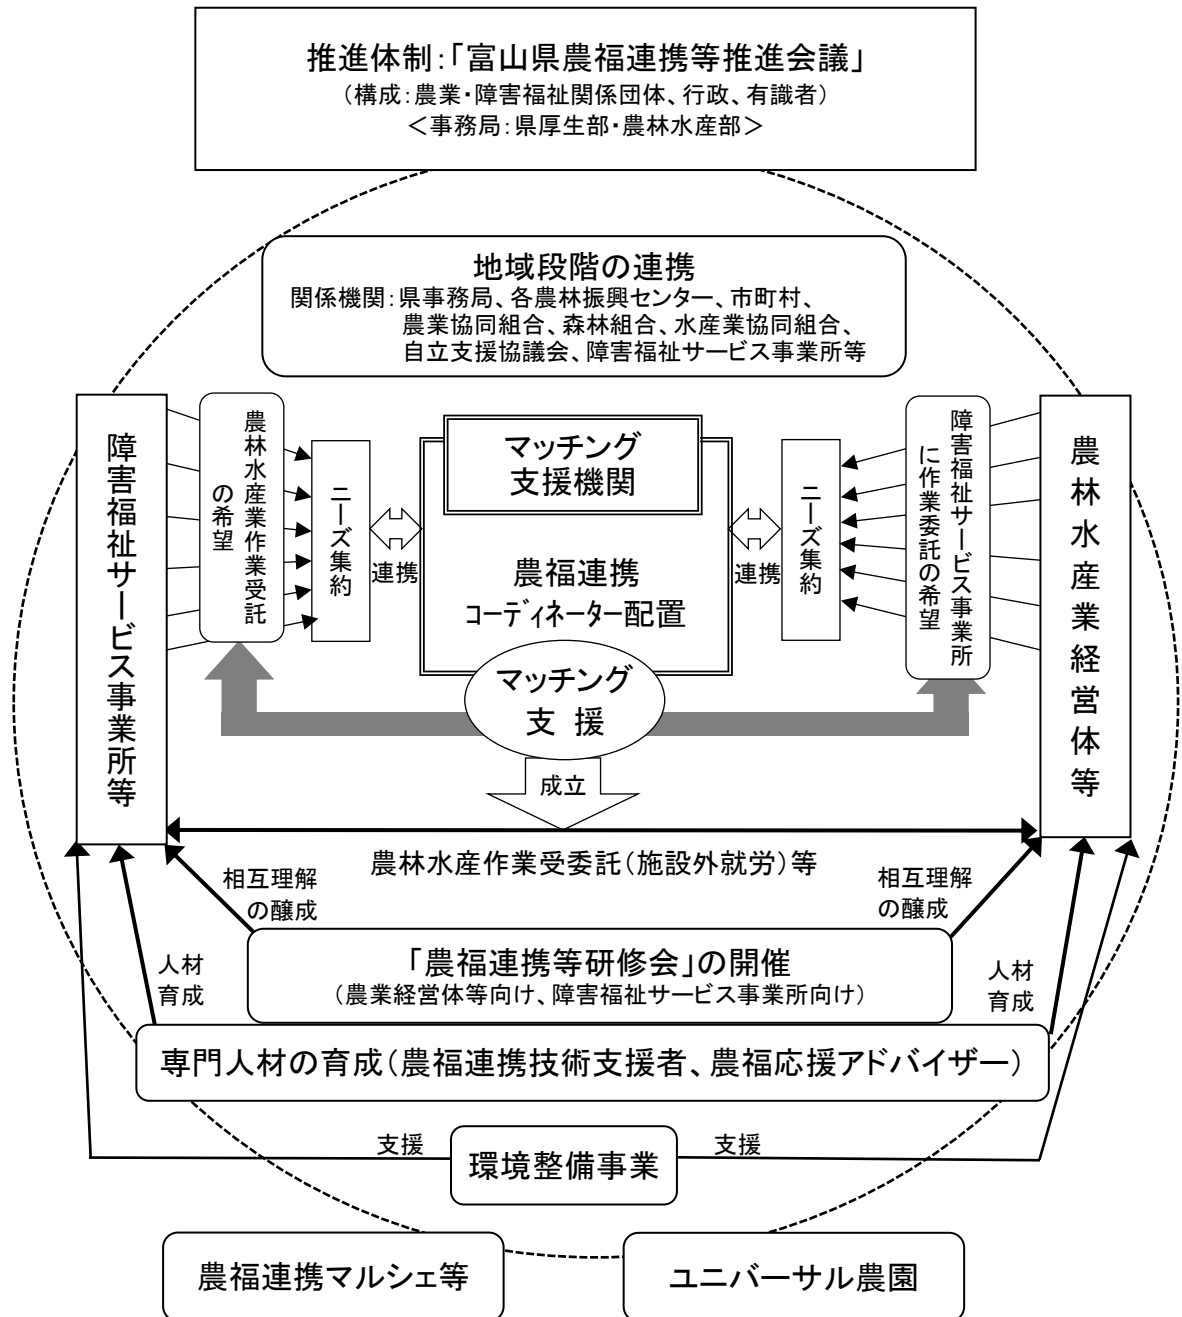 推進体制:「富山県農福連携等推進会議」
(構成:農業・障害福祉関係団体、行政、有識者)
<事務局:県厚生部・農林水産部>
地域段階の連携
関係機関:県事務局、各農林振興センター、市町村、
農業協同組合、森林組合、水産業協同組合、
自立支援協議会、障害福祉サービス事業所等
障害福祉サービス事業所等
農林水産業作業受託
の希望
ニーズ集約
連携
マッチング
支援機関
農福連携
コーディネーター配置
マッチング
支 援
連携
ニーズ集約
障害福祉サービス事業所
に作業委託の希望
農林水産業経営体等
成立
農林水産作業受委託(施設外就労)等
相互理解
の醸成
相互理解
の醸成
「農福連携等研修会」の開催
(農業経営体等向け、障害福祉サービス事業所向け)
人材
育成
人材
育成
専門人材の育成(農福連携技術支援者、農福応援アドバイザー)
支援
環境整備事業
支援
農福連携マルシェ等
ユニバーサル農園